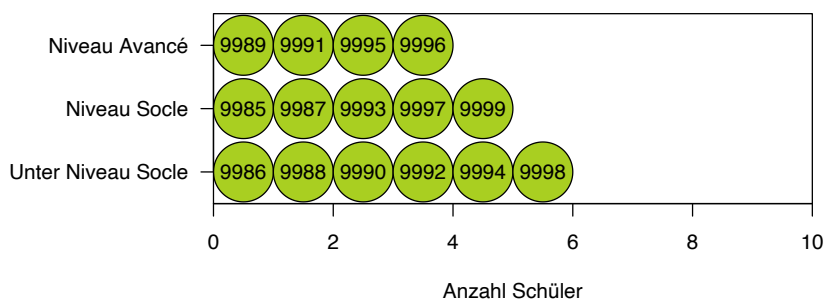 Niveau Avancé 9989 9991 9995 9996
Niveau Socle 9985 9987 9993 9997 9999
Unter Niveau Socle 9986 9988 9990 9992 9994 9998
0 2 4 6 8 10
Anzahl Schüler